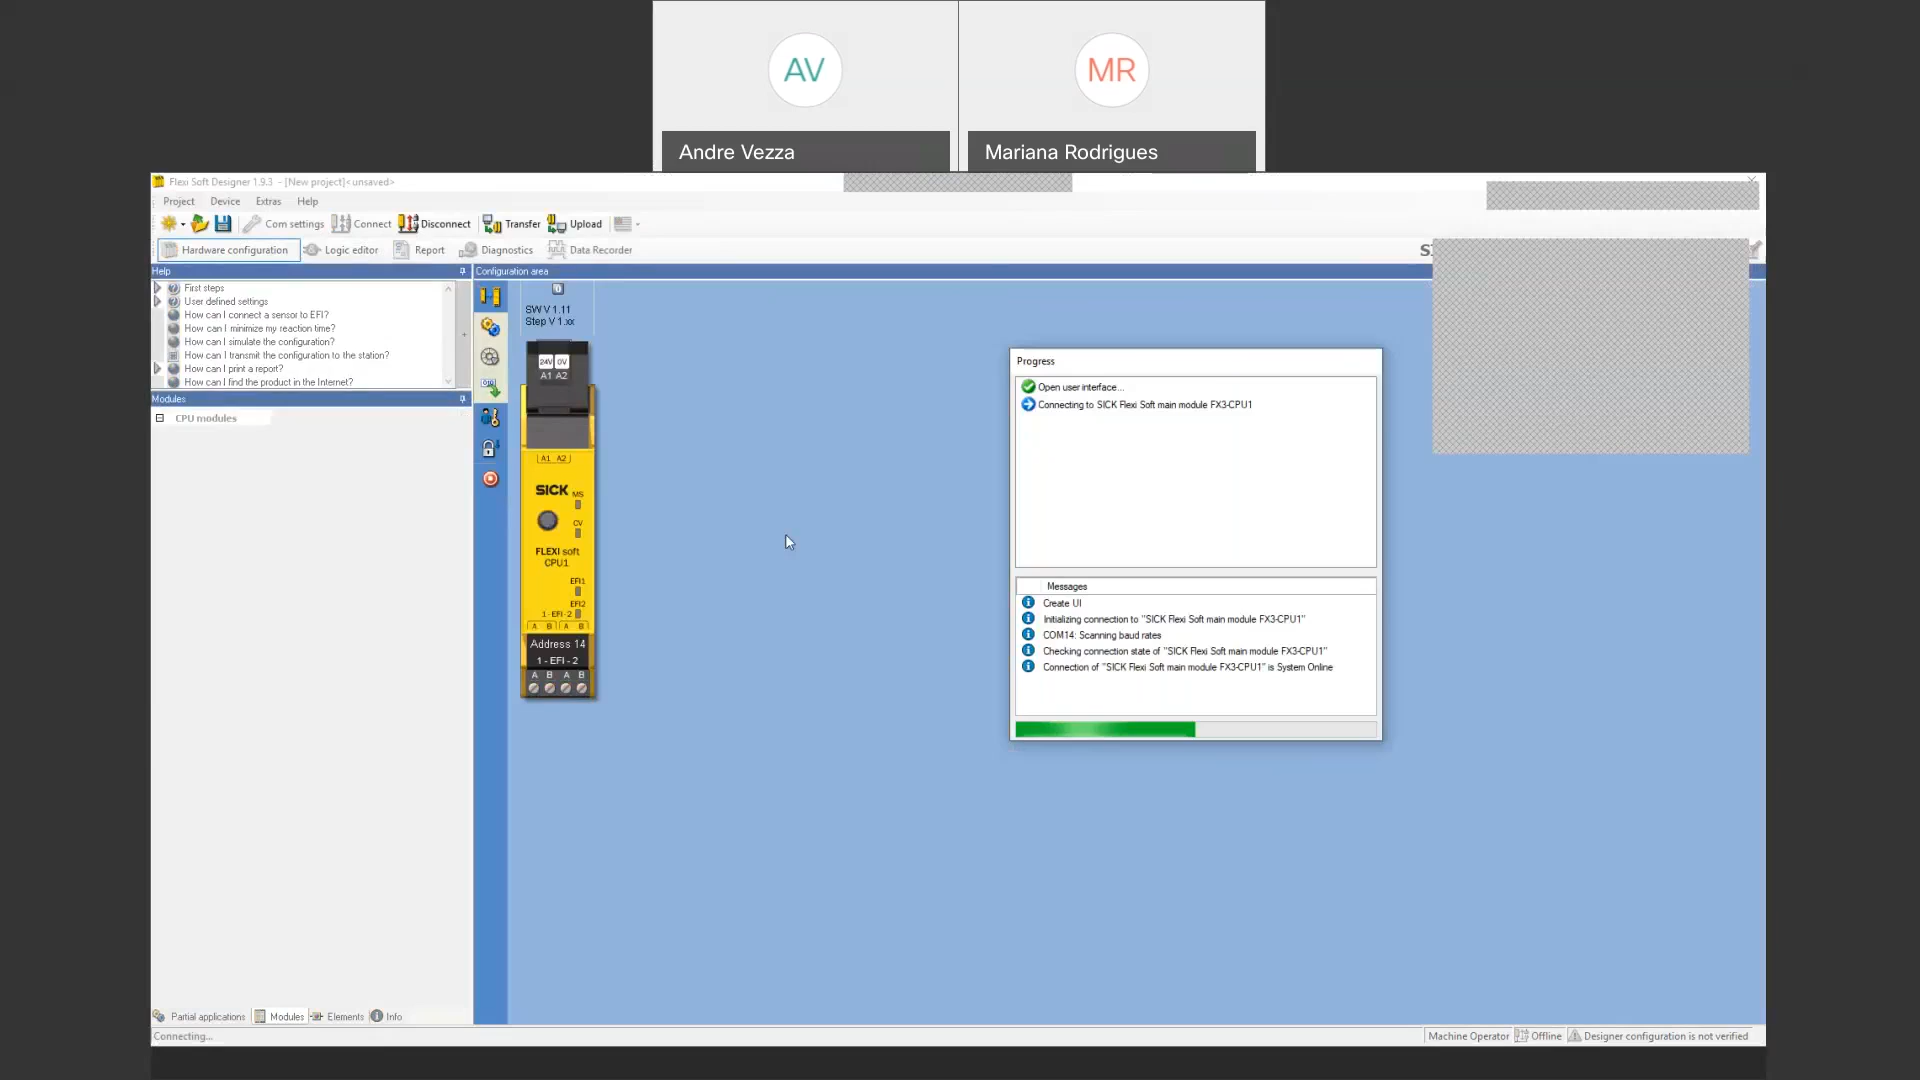 AV
MR
Andre Vezza
Mariana Rodrigues
Flexi Soft Designer 1.9.3 - [New project]<unsaved>
Project Device Extras Help
Com settings Connect Disconnect Transfer Upload
Hardware configuration Logic editor Report Diagnostics Data Recorder
Help
Configuration area
First steps
User defined settings
How can I connect a sensor to EFI?
How can I minimize my reaction time?
How can I simulate the configuration?
How can I transmit the configuration to the station?
How can I print a report?
How can I find the product in the Internet?
Modules
CPU modules
SW V 1.11
Step V 1.xx
24V 0V
A1 A2
A1 A2
SICK
MS
CV
FLEXI soft
CPU1
EFI1
EFI2
1-EFI-2
A B A B
Address 14
1 - EFI - 2
A B A B
Progress
Open user interface...
Connecting to SICK Flexi Soft main module FX3-CPU1
Messages
Create UI
Initializing connection to "SICK Flexi Soft main module FX3-CPU1"
COM14: Scanning baud rates
Checking connection state of "SICK Flexi Soft main module FX3-CPU1"
Connection of "SICK Flexi Soft main module FX3-CPU1" is System Online
Partial applications Modules Elements Info
Connecting...
Machine Operator Offline Designer configuration is not verified